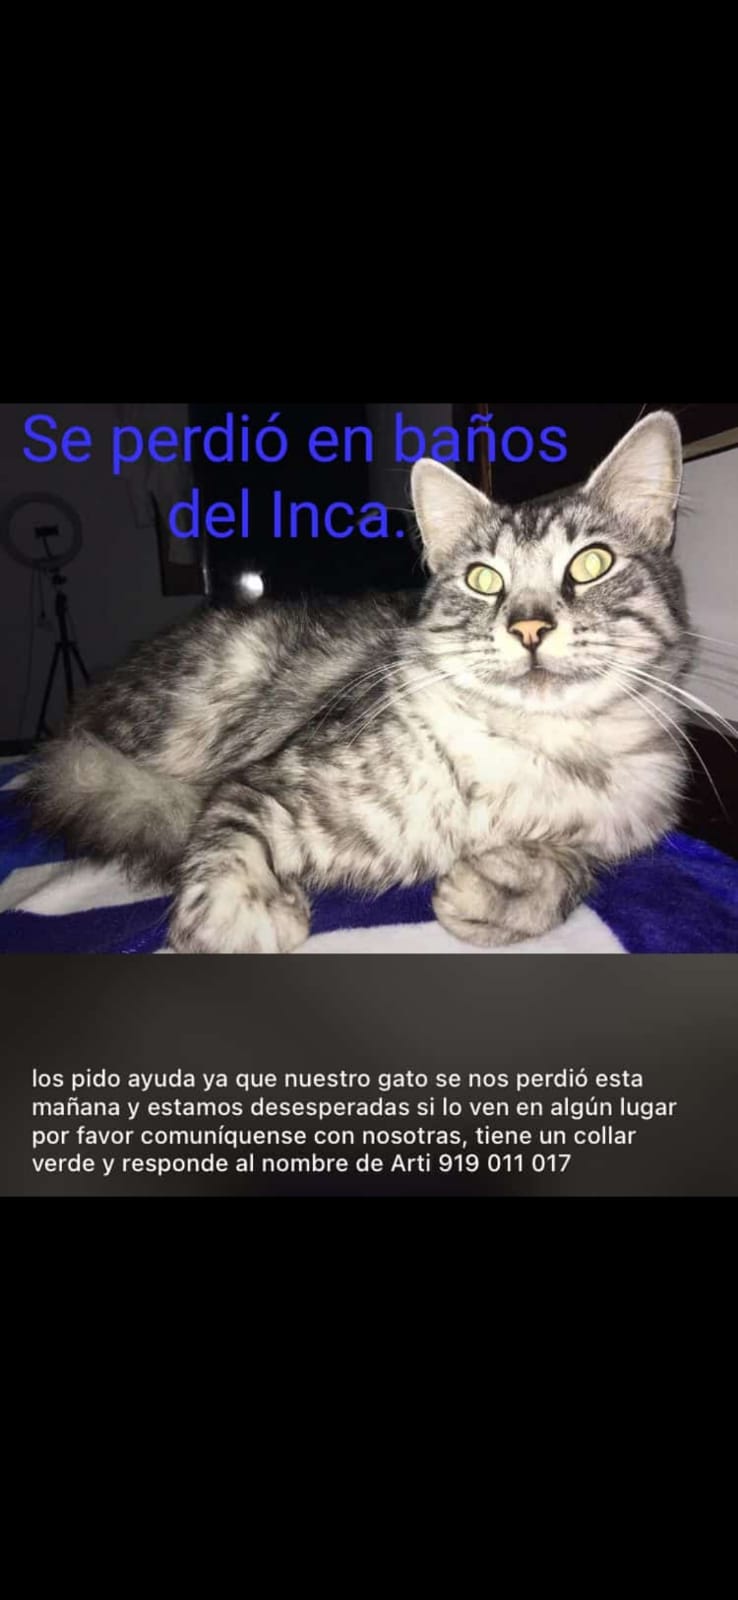 Se perdió en baños
del Inca.
los pido ayuda ya que nuestro gato se nos perdió esta
mañana y estamos desesperadas si lo ven en algún lugar
por favor comuníquense con nosotras, tiene un collar
verde y responde al nombre de Arti 919 011 017